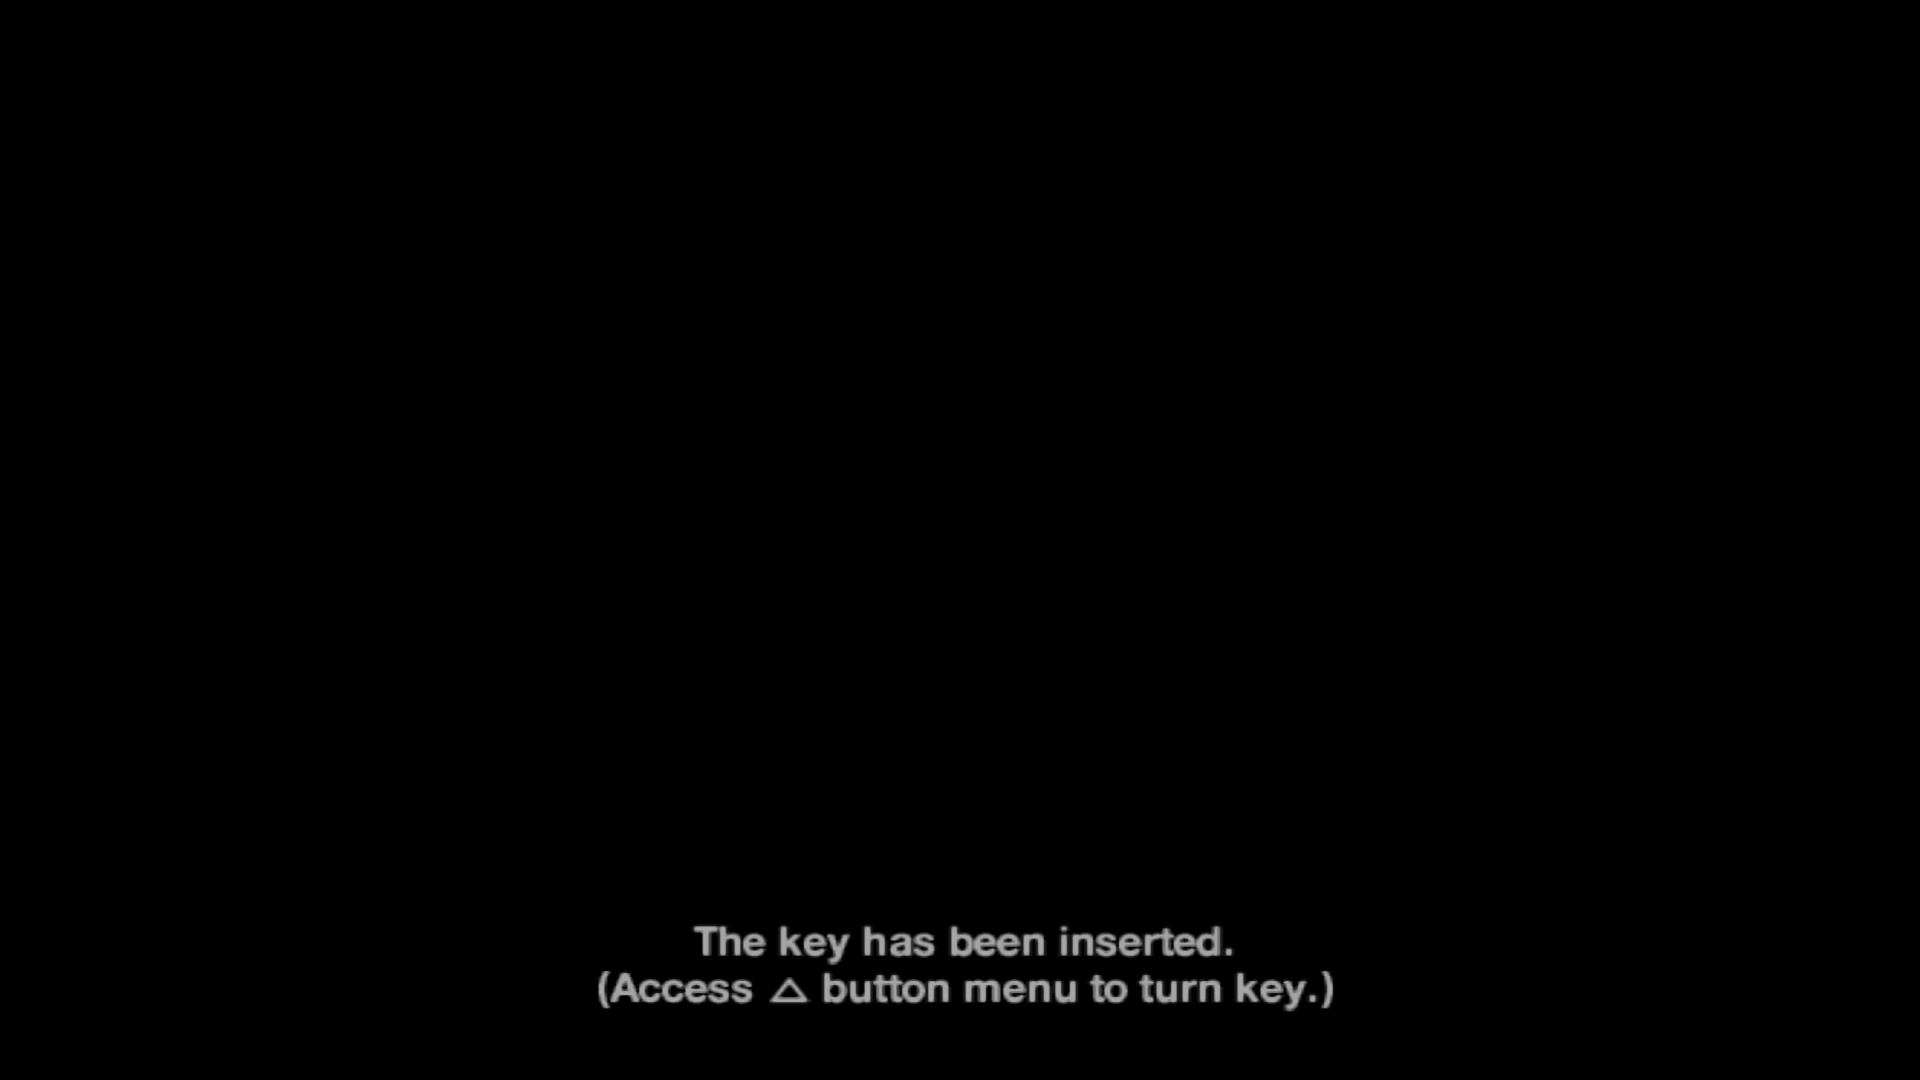 The key has been inserted.
(Access △ button menu to turn key.)